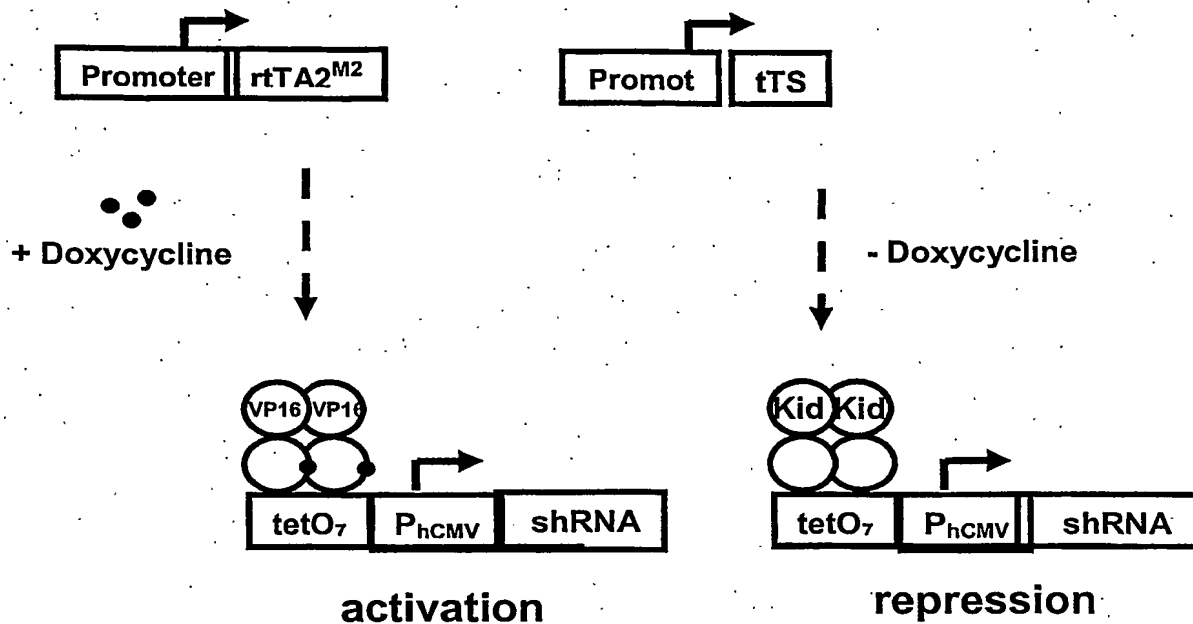 Promoter rtTA2M2
Promot tTS
+ Doxycycline
- Doxycycline
VP16 VP16
Kid Kid
tetO7 PhCMV shRNA
tetO7 PhCMV shRNA
activation
repression